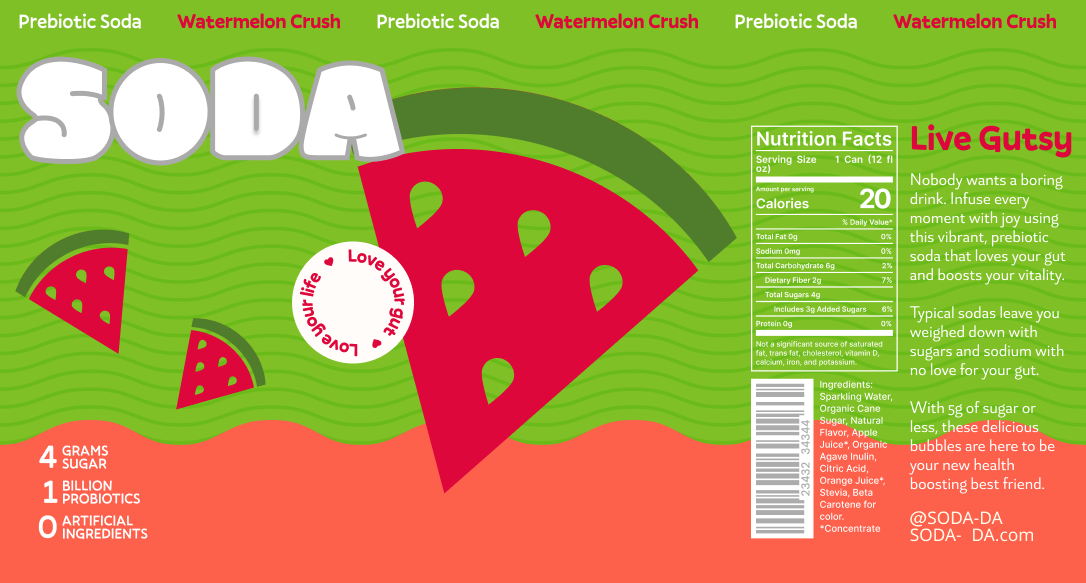 Prebiotic Soda Watermelon Crush Prebiotic Soda Watermelon Crush Prebiotic Soda Watermelon Crush
SODA
Love your gut ♥ Love your life ♥
4 GRAMS
SUGAR
1 BILLION
PROBIOTICS
0 ARTIFICIAL
INGREDIENTS
Nutrition Facts
Serving Size 1 Can (12 fl
oz)
Amount per serving
Calories 20
% Daily Value*
Total Fat 0g 0%
Sodium 0mg 0%
Total Carbohydrate 6g 2%
Dietary Fiber 2g 7%
Total Sugars 4g
Includes 3g Added Sugars 6%
Protein 0g 0%
Not a significant source of saturated
fat, trans fat, cholesterol, vitamin D,
calcium, iron, and potassium.
23432 34344
Ingredients:
Sparkling Water,
Organic Cane
Sugar, Natural
Flavor, Apple
Juice*, Organic
Agave Inulin,
Citric Acid,
Orange Juice*,
Stevia, Beta
Carotene for
color.
*Concentrate
Live Gutsy
Nobody wants a boring
drink. Infuse every
moment with joy using
this vibrant, prebiotic
soda that loves your gut
and boosts your vitality.
Typical sodas leave you
weighed down with
sugars and sodium with
no love for your gut.
With 5g of sugar or
less, these delicious
bubbles are here to be
your new health
boosting best friend.
@SODA-DA
SODA- DA.com